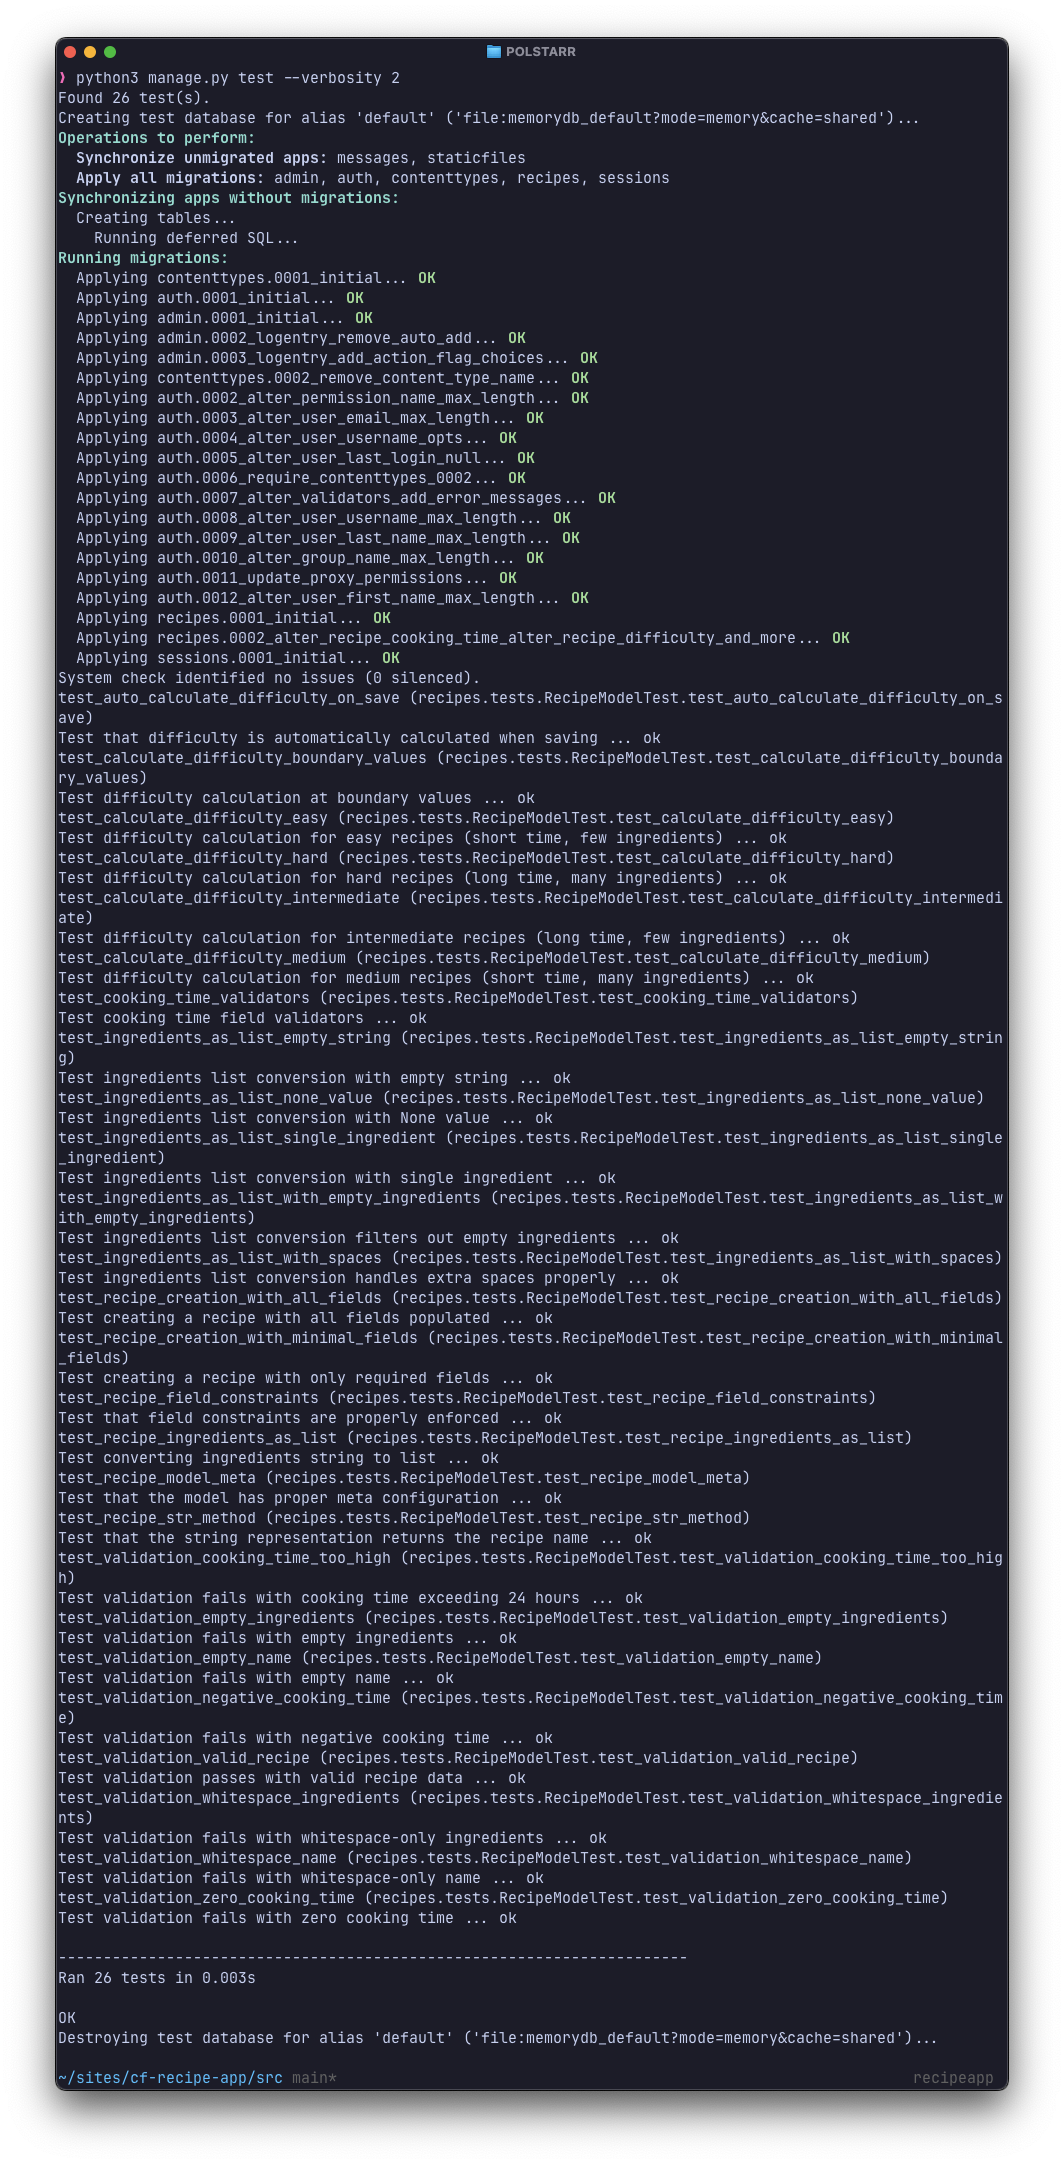 POLSTARR
❯ python3 manage.py test --verbosity 2
Found 26 test(s).
Creating test database for alias 'default' ('file:memorydb_default?mode=memory&cache=shared')...
Operations to perform:
  Synchronize unmigrated apps: messages, staticfiles
  Apply all migrations: admin, auth, contenttypes, recipes, sessions
Synchronizing apps without migrations:
  Creating tables...
    Running deferred SQL...
Running migrations:
  Applying contenttypes.0001_initial... OK
  Applying auth.0001_initial... OK
  Applying admin.0001_initial... OK
  Applying admin.0002_logentry_remove_auto_add... OK
  Applying admin.0003_logentry_add_action_flag_choices... OK
  Applying contenttypes.0002_remove_content_type_name... OK
  Applying auth.0002_alter_permission_name_max_length... OK
  Applying auth.0003_alter_user_email_max_length... OK
  Applying auth.0004_alter_user_username_opts... OK
  Applying auth.0005_alter_user_last_login_null... OK
  Applying auth.0006_require_contenttypes_0002... OK
  Applying auth.0007_alter_validators_add_error_messages... OK
  Applying auth.0008_alter_user_username_max_length... OK
  Applying auth.0009_alter_user_last_name_max_length... OK
  Applying auth.0010_alter_group_name_max_length... OK
  Applying auth.0011_update_proxy_permissions... OK
  Applying auth.0012_alter_user_first_name_max_length... OK
  Applying recipes.0001_initial... OK
  Applying recipes.0002_alter_recipe_cooking_time_alter_recipe_difficulty_and_more... OK
  Applying sessions.0001_initial... OK
System check identified no issues (0 silenced).
test_auto_calculate_difficulty_on_save (recipes.tests.RecipeModelTest.test_auto_calculate_difficulty_on_s
ave)
Test that difficulty is automatically calculated when saving ... ok
test_calculate_difficulty_boundary_values (recipes.tests.RecipeModelTest.test_calculate_difficulty_bounda
ry_values)
Test difficulty calculation at boundary values ... ok
test_calculate_difficulty_easy (recipes.tests.RecipeModelTest.test_calculate_difficulty_easy)
Test difficulty calculation for easy recipes (short time, few ingredients) ... ok
test_calculate_difficulty_hard (recipes.tests.RecipeModelTest.test_calculate_difficulty_hard)
Test difficulty calculation for hard recipes (long time, many ingredients) ... ok
test_calculate_difficulty_intermediate (recipes.tests.RecipeModelTest.test_calculate_difficulty_intermedi
ate)
Test difficulty calculation for intermediate recipes (long time, few ingredients) ... ok
test_calculate_difficulty_medium (recipes.tests.RecipeModelTest.test_calculate_difficulty_medium)
Test difficulty calculation for medium recipes (short time, many ingredients) ... ok
test_cooking_time_validators (recipes.tests.RecipeModelTest.test_cooking_time_validators)
Test cooking time field validators ... ok
test_ingredients_as_list_empty_string (recipes.tests.RecipeModelTest.test_ingredients_as_list_empty_strin
g)
Test ingredients list conversion with empty string ... ok
test_ingredients_as_list_none_value (recipes.tests.RecipeModelTest.test_ingredients_as_list_none_value)
Test ingredients list conversion with None value ... ok
test_ingredients_as_list_single_ingredient (recipes.tests.RecipeModelTest.test_ingredients_as_list_single
_ingredient)
Test ingredients list conversion with single ingredient ... ok
test_ingredients_as_list_with_empty_ingredients (recipes.tests.RecipeModelTest.test_ingredients_as_list_w
ith_empty_ingredients)
Test ingredients list conversion filters out empty ingredients ... ok
test_ingredients_as_list_with_spaces (recipes.tests.RecipeModelTest.test_ingredients_as_list_with_spaces)
Test ingredients list conversion handles extra spaces properly ... ok
test_recipe_creation_with_all_fields (recipes.tests.RecipeModelTest.test_recipe_creation_with_all_fields)
Test creating a recipe with all fields populated ... ok
test_recipe_creation_with_minimal_fields (recipes.tests.RecipeModelTest.test_recipe_creation_with_minimal
_fields)
Test creating a recipe with only required fields ... ok
test_recipe_field_constraints (recipes.tests.RecipeModelTest.test_recipe_field_constraints)
Test that field constraints are properly enforced ... ok
test_recipe_ingredients_as_list (recipes.tests.RecipeModelTest.test_recipe_ingredients_as_list)
Test converting ingredients string to list ... ok
test_recipe_model_meta (recipes.tests.RecipeModelTest.test_recipe_model_meta)
Test that the model has proper meta configuration ... ok
test_recipe_str_method (recipes.tests.RecipeModelTest.test_recipe_str_method)
Test that the string representation returns the recipe name ... ok
test_validation_cooking_time_too_high (recipes.tests.RecipeModelTest.test_validation_cooking_time_too_hig
h)
Test validation fails with cooking time exceeding 24 hours ... ok
test_validation_empty_ingredients (recipes.tests.RecipeModelTest.test_validation_empty_ingredients)
Test validation fails with empty ingredients ... ok
test_validation_empty_name (recipes.tests.RecipeModelTest.test_validation_empty_name)
Test validation fails with empty name ... ok
test_validation_negative_cooking_time (recipes.tests.RecipeModelTest.test_validation_negative_cooking_tim
e)
Test validation fails with negative cooking time ... ok
test_validation_valid_recipe (recipes.tests.RecipeModelTest.test_validation_valid_recipe)
Test validation passes with valid recipe data ... ok
test_validation_whitespace_ingredients (recipes.tests.RecipeModelTest.test_validation_whitespace_ingredie
nts)
Test validation fails with whitespace-only ingredients ... ok
test_validation_whitespace_name (recipes.tests.RecipeModelTest.test_validation_whitespace_name)
Test validation fails with whitespace-only name ... ok
test_validation_zero_cooking_time (recipes.tests.RecipeModelTest.test_validation_zero_cooking_time)
Test validation fails with zero cooking time ... ok

----------------------------------------------------------------------
Ran 26 tests in 0.003s

OK
Destroying test database for alias 'default' ('file:memorydb_default?mode=memory&cache=shared')...

~/sites/cf-recipe-app/src main* recipeapp